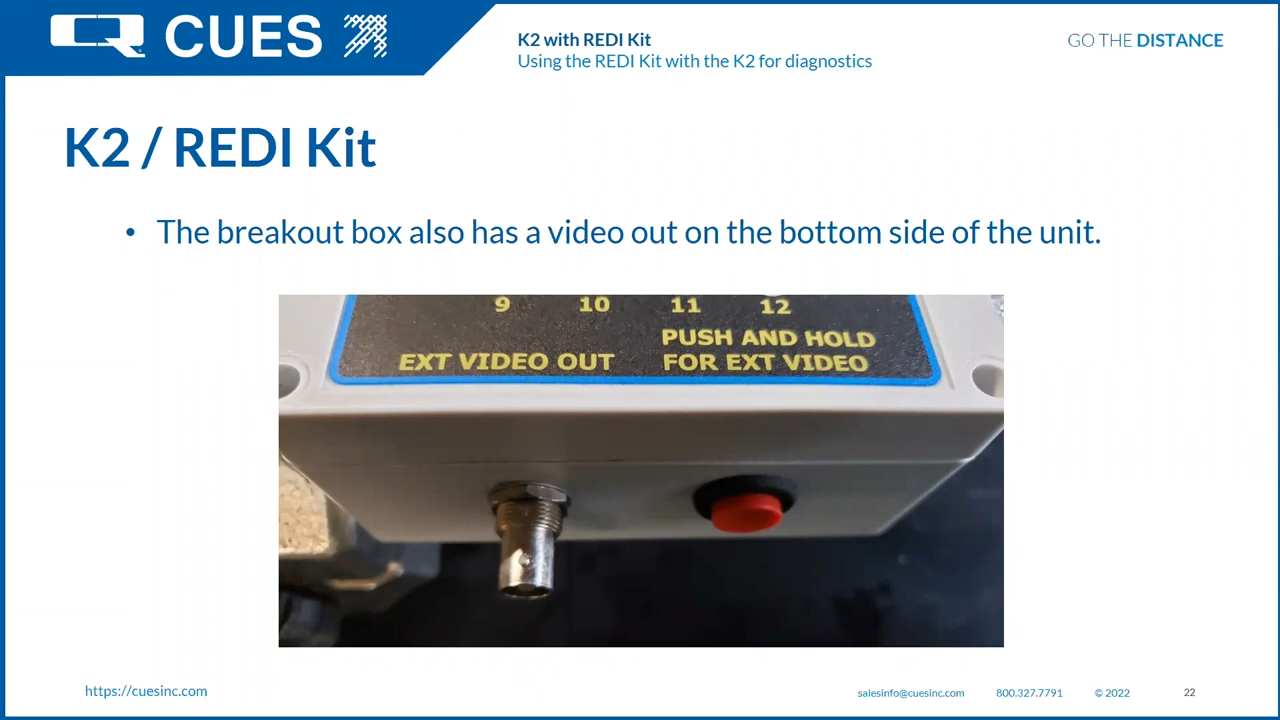 CUES
K2 with REDI Kit
Using the REDI Kit with the K2 for diagnostics
GO THE DISTANCE
K2 / REDI Kit
• The breakout box also has a video out on the bottom side of the unit.
9 10 11 12
EXT VIDEO OUT
PUSH AND HOLD
FOR EXT VIDEO
https://cuesinc.com
salesinfo@cuesinc.com 800.327.7791 © 2022 22